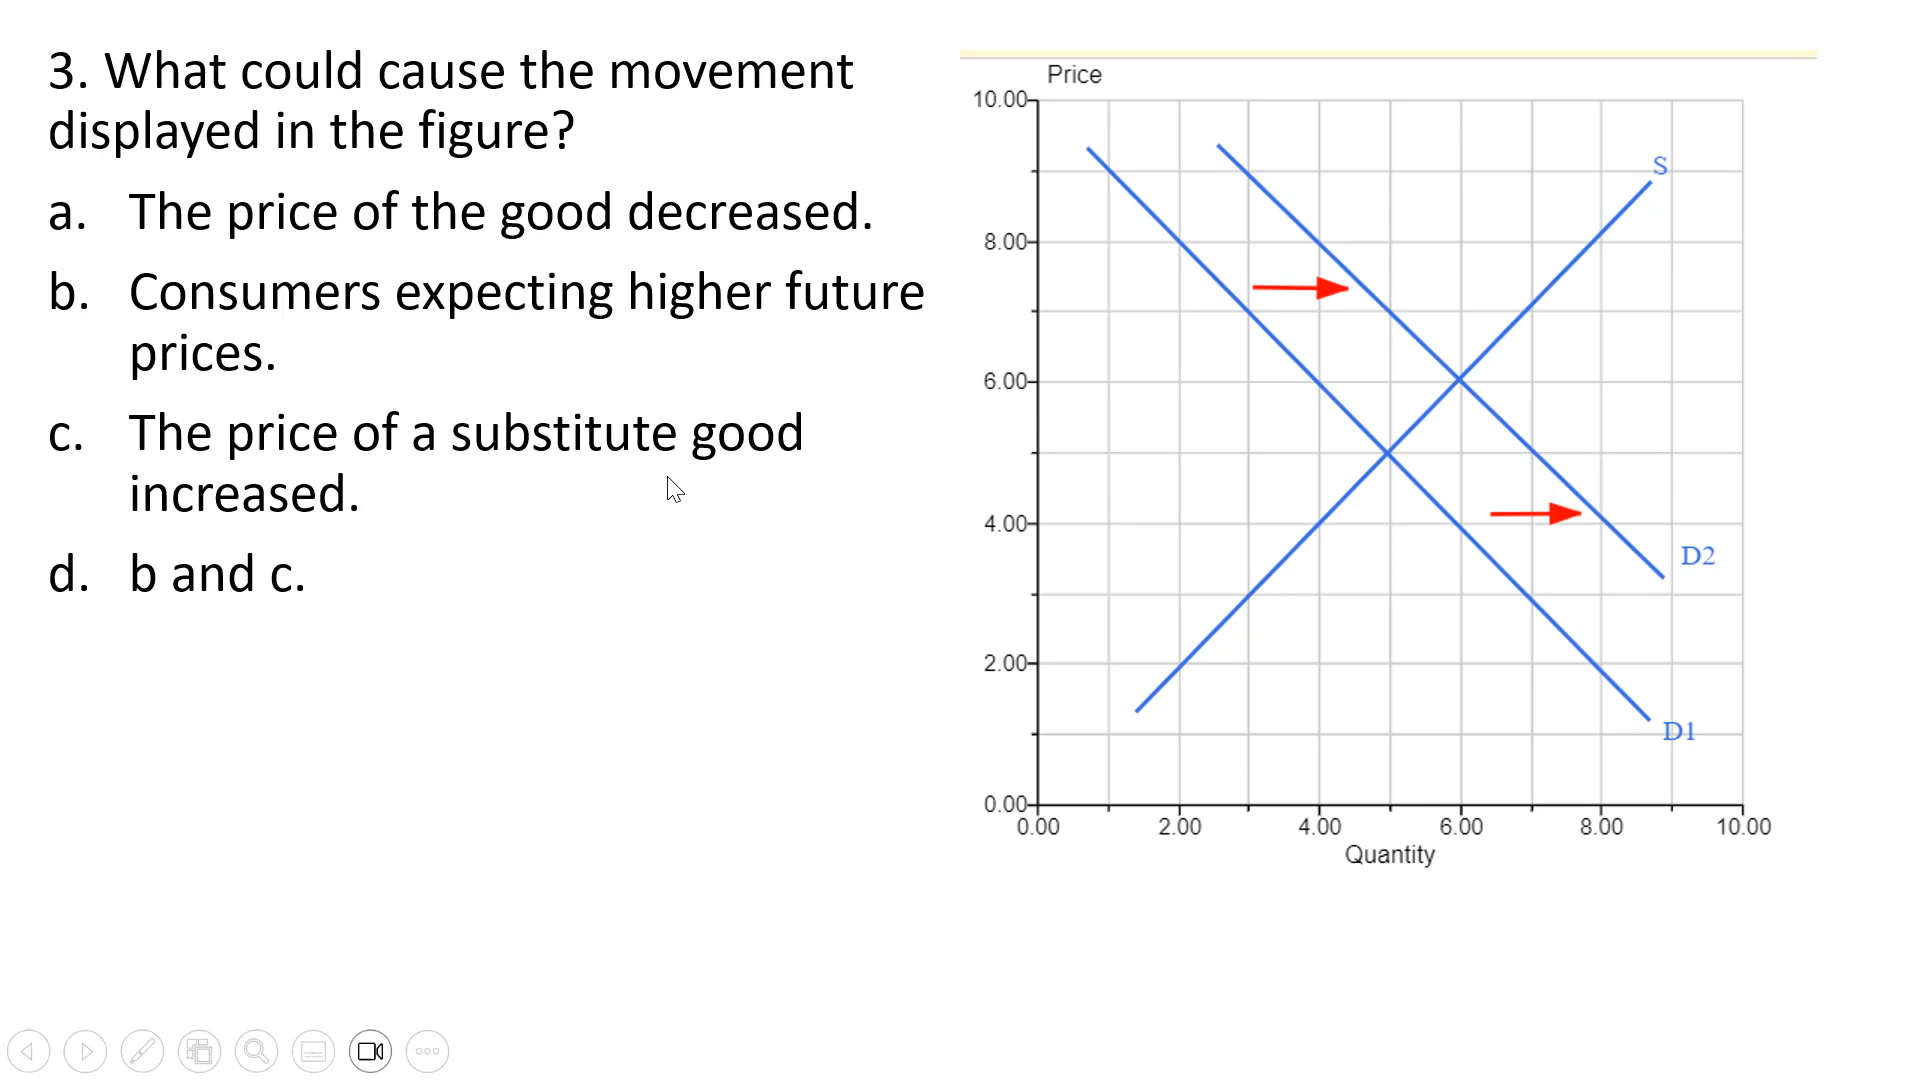 3. What could cause the movement
displayed in the figure?
a. The price of the good decreased.
b. Consumers expecting higher future
prices.
c. The price of a substitute good
increased.
d. b and c.
Price
10.00
8.00
6.00
4.00
2.00
0.00
S
D2
D1
0.00 2.00 4.00 6.00 8.00 10.00
Quantity